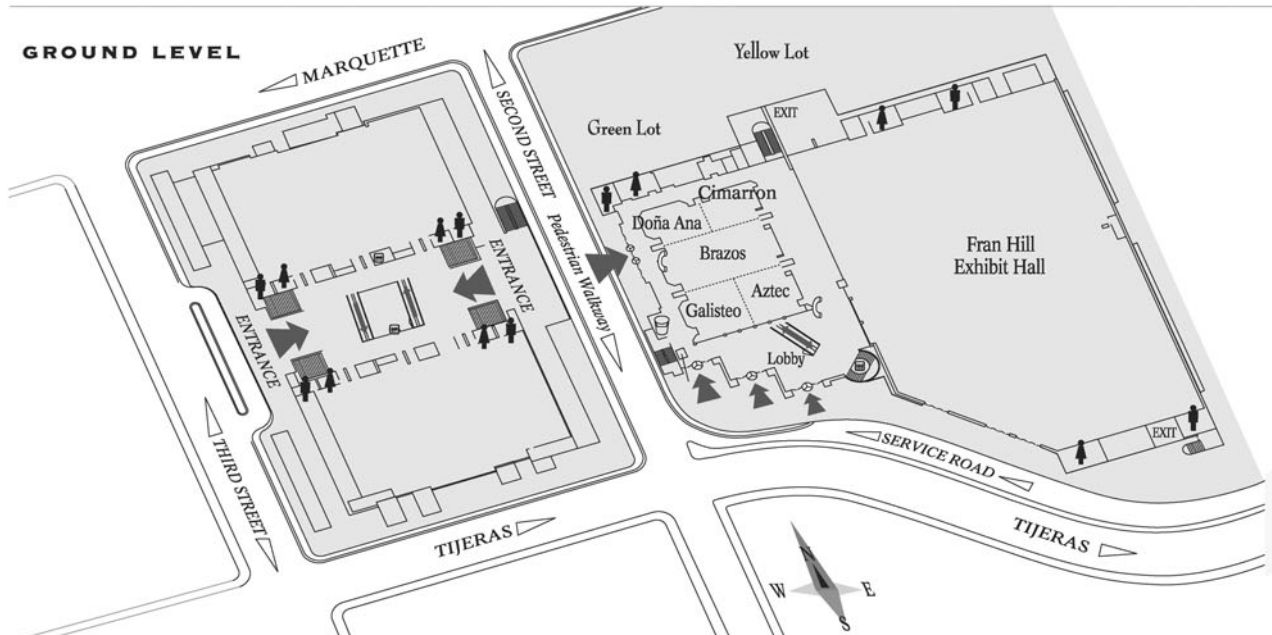 GROUND LEVEL
MARQUETTE
SECOND STREET
Pedestrian Walkway
Yellow Lot
Green Lot
EXIT
Cimarron
Doña Ana
Brazos
Aztec
Galisteo
Lobby
Fran Hill
Exhibit Hall
ENTRANCE
ENTRANCE
THIRD STREET
TIJERAS
SERVICE ROAD
EXIT
TIJERAS
N
W
E
S